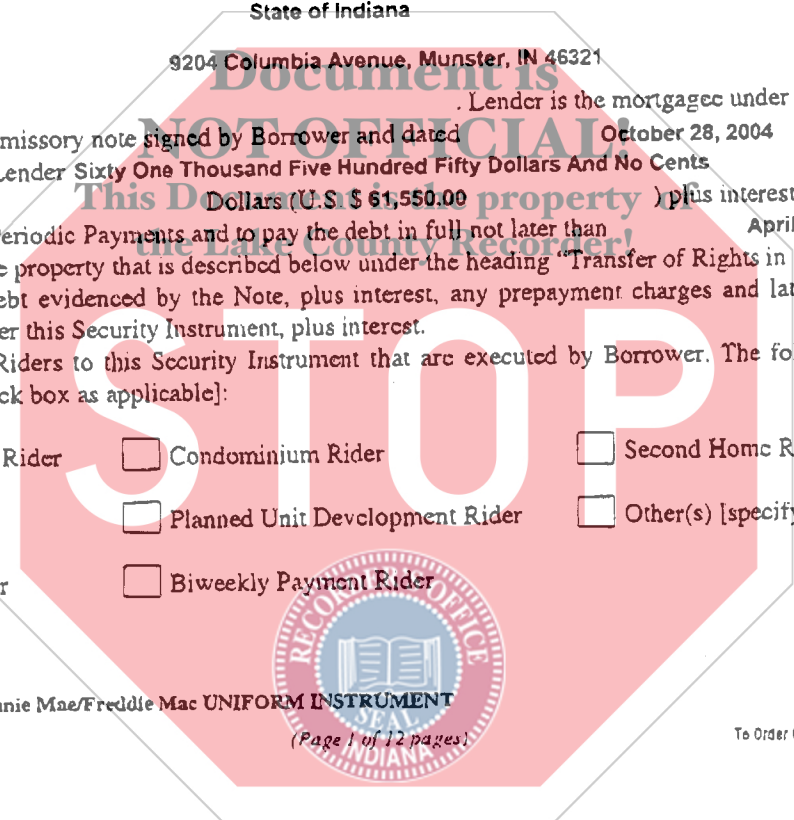 State of Indiana
9204 Columbia Avenue, Munster, IN 46321
Document is
. Lender is the mortgagee under
NOT OFFICIAL!
missory note signed by Borrower and dated October 28, 2004
Lender Sixty One Thousand Five Hundred Fifty Dollars And No Cents
This Document is the property of
Dollars (U.S. $ 61,550.00 ) plus interest
eriodic Payments and to pay the debt in full not later than April
the Lake County Recorder!
e property that is described below under the heading “Transfer of Rights in
ebt evidenced by the Note, plus interest, any prepayment charges and lat
er this Security Instrument, plus interest.
Riders to this Security Instrument that are executed by Borrower. The fo
ck box as applicable]:
STOP
Rider Condominium Rider Second Home R
Planned Unit Development Rider Other(s) [specify
r Biweekly Payment Rider
RECORDER'S OFFICE
nnie Mae/Freddie Mac UNIFORM INSTRUMENT
SEAL
(Page 1 of 12 pages)
INDIANA
To Order